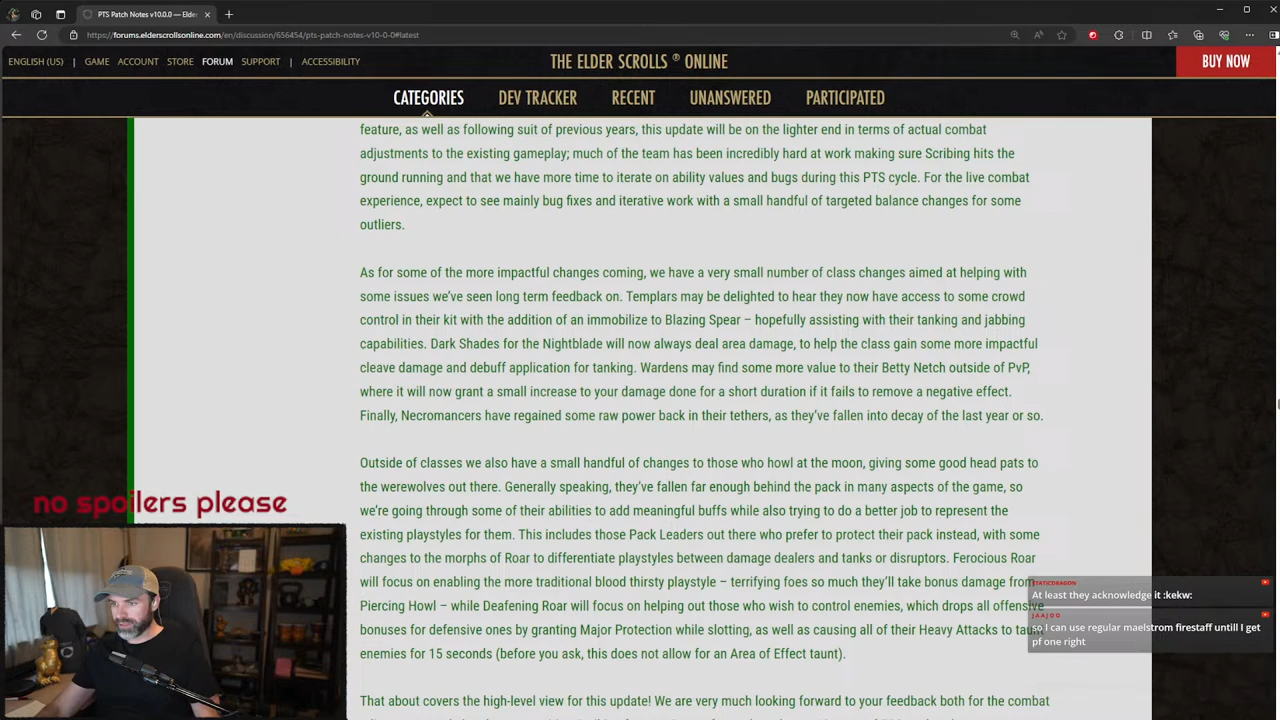 PTS Patch Notes v10.0.0 — Elder
https://forums.elderscrollsonline.com/en/discussion/656454/pts-patch-notes-v10-0-0#latest
ENGLISH (US) | GAME ACCOUNT STORE FORUM SUPPORT | ACCESSIBILITY
THE ELDER SCROLLS ® ONLINE
BUY NOW
CATEGORIES DEV TRACKER RECENT UNANSWERED PARTICIPATED
feature, as well as following suit of previous years, this update will be on the lighter end in terms of actual combat
adjustments to the existing gameplay; much of the team has been incredibly hard at work making sure Scribing hits the
ground running and that we have more time to iterate on ability values and bugs during this PTS cycle. For the live combat
experience, expect to see mainly bug fixes and iterative work with a small handful of targeted balance changes for some
outliers.
As for some of the more impactful changes coming, we have a very small number of class changes aimed at helping with
some issues we've seen long term feedback on. Templars may be delighted to hear they now have access to some crowd
control in their kit with the addition of an immobilize to Blazing Spear – hopefully assisting with their tanking and jabbing
capabilities. Dark Shades for the Nightblade will now always deal area damage, to help the class gain some more impactful
cleave damage and debuff application for tanking. Wardens may find some more value to their Betty Netch outside of PvP,
where it will now grant a small increase to your damage done for a short duration if it fails to remove a negative effect.
Finally, Necromancers have regained some raw power back in their tethers, as they've fallen into decay of the last year or so.
Outside of classes we also have a small handful of changes to those who howl at the moon, giving some good head pats to
the werewolves out there. Generally speaking, they've fallen far enough behind the pack in many aspects of the game, so
we're going through some of their abilities to add meaningful buffs while also trying to do a better job to represent the
existing playstyles for them. This includes those Pack Leaders out there who prefer to protect their pack instead, with some
changes to the morphs of Roar to differentiate playstyles between damage dealers and tanks or disruptors. Ferocious Roar
will focus on enabling the more traditional blood thirsty playstyle – terrifying foes so much they'll take bonus damage from
Piercing Howl – while Deafening Roar will focus on helping out those who wish to control enemies, which drops all offensive
bonuses for defensive ones by granting Major Protection while slotting, as well as causing all of their Heavy Attacks to taunt
enemies for 15 seconds (before you ask, this does not allow for an Area of Effect taunt).
That about covers the high-level view for this update! We are very much looking forward to your feedback both for the combat
no spoilers please
STATICDRAGON
At least they acknowledge it :kekw:
JAAJOO
so I can use regular maelstrom firestaff untill I get
pf one right